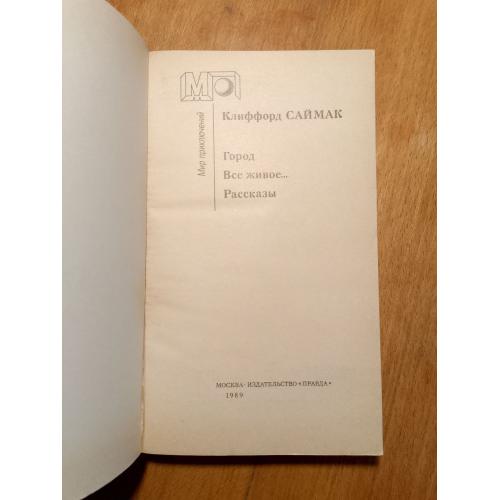 М
Мир приключений
Клиффорд САЙМАК
Город
Все живое...
Рассказы
МОСКВА · ИЗДАТЕЛЬСТВО «ПРАВДА»
1989